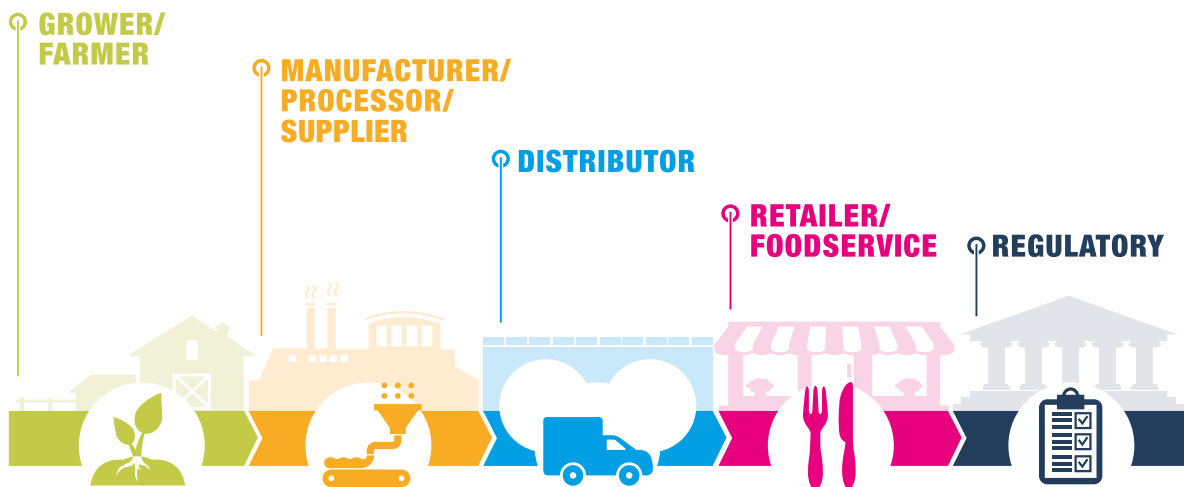 GROWER/
FARMER
MANUFACTURER/
PROCESSOR/
SUPPLIER
DISTRIBUTOR
RETAILER/
FOODSERVICE
REGULATORY